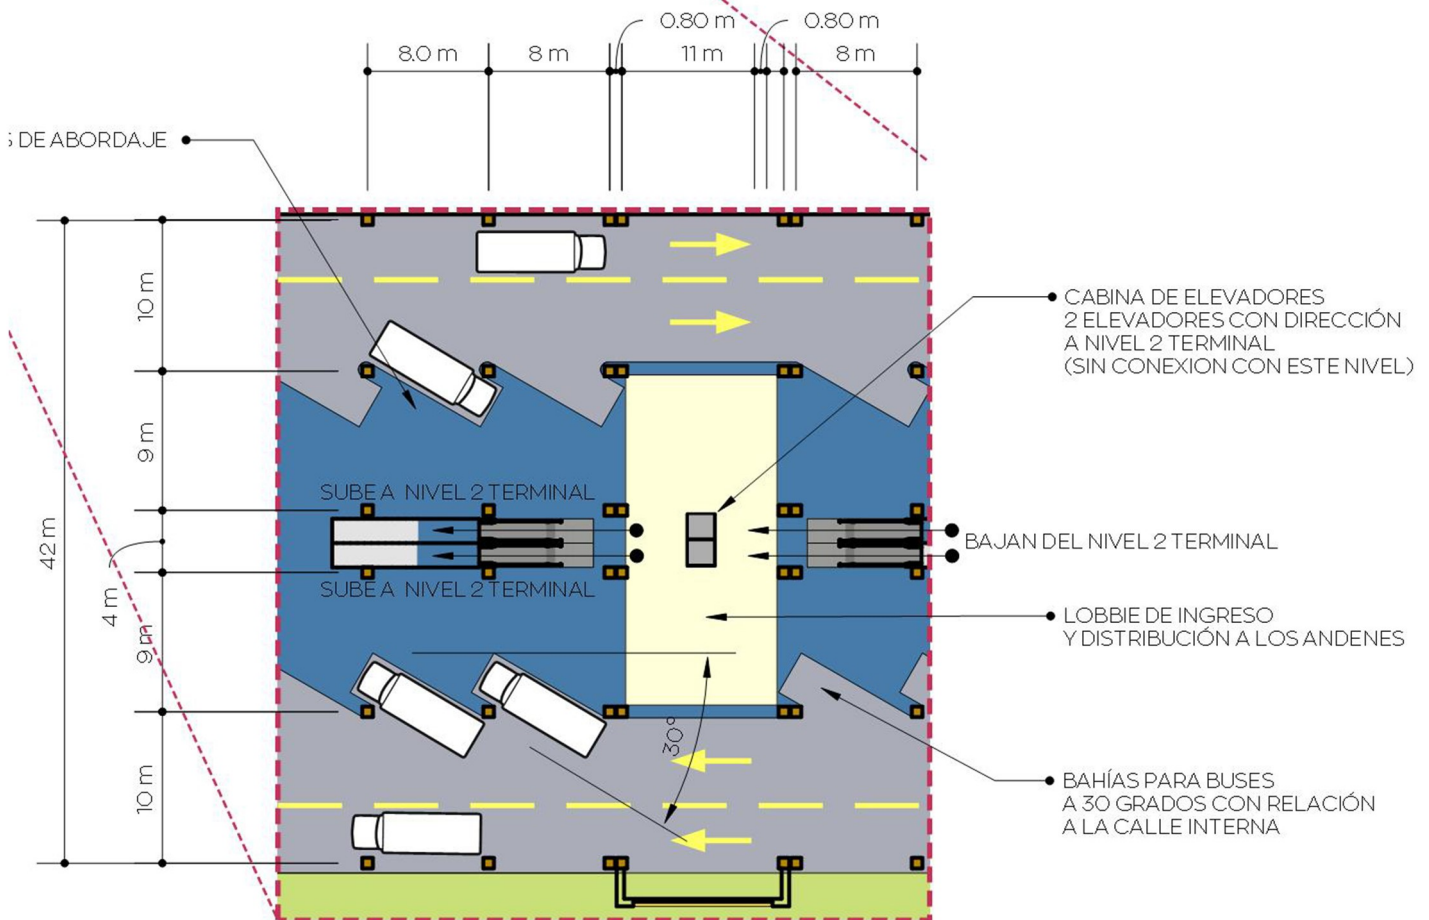 0.80 m
0.80 m
8.0 m
8 m
11 m
8 m
S DE ABORDAJE
10 m
9 m
42 m
4 m
9 m
10 m
CABINA DE ELEVADORES
2 ELEVADORES CON DIRECCIÓN
A NIVEL 2 TERMINAL
(SIN CONEXION CON ESTE NIVEL)
SUBE A NIVEL 2 TERMINAL
BAJAN DEL NIVEL 2 TERMINAL
SUBE A NIVEL 2 TERMINAL
LOBBIE DE INGRESO
Y DISTRIBUCIÓN A LOS ANDENES
30°
BAHÍAS PARA BUSES
A 30 GRADOS CON RELACIÓN
A LA CALLE INTERNA